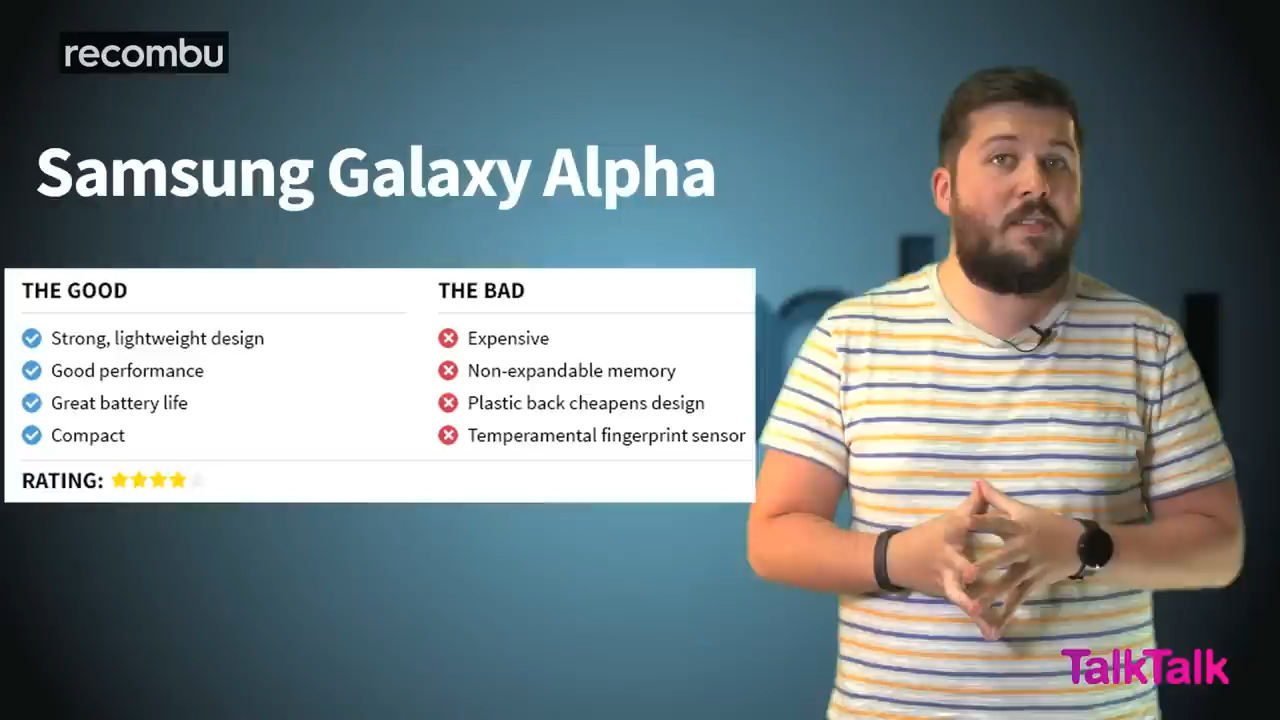 recombu
Samsung Galaxy Alpha
THE GOOD
Strong, lightweight design
Good performance
Great battery life
Compact
THE BAD
Expensive
Non-expandable memory
Plastic back cheapens design
Temperamental fingerprint sensor
RATING:
TalkTalk